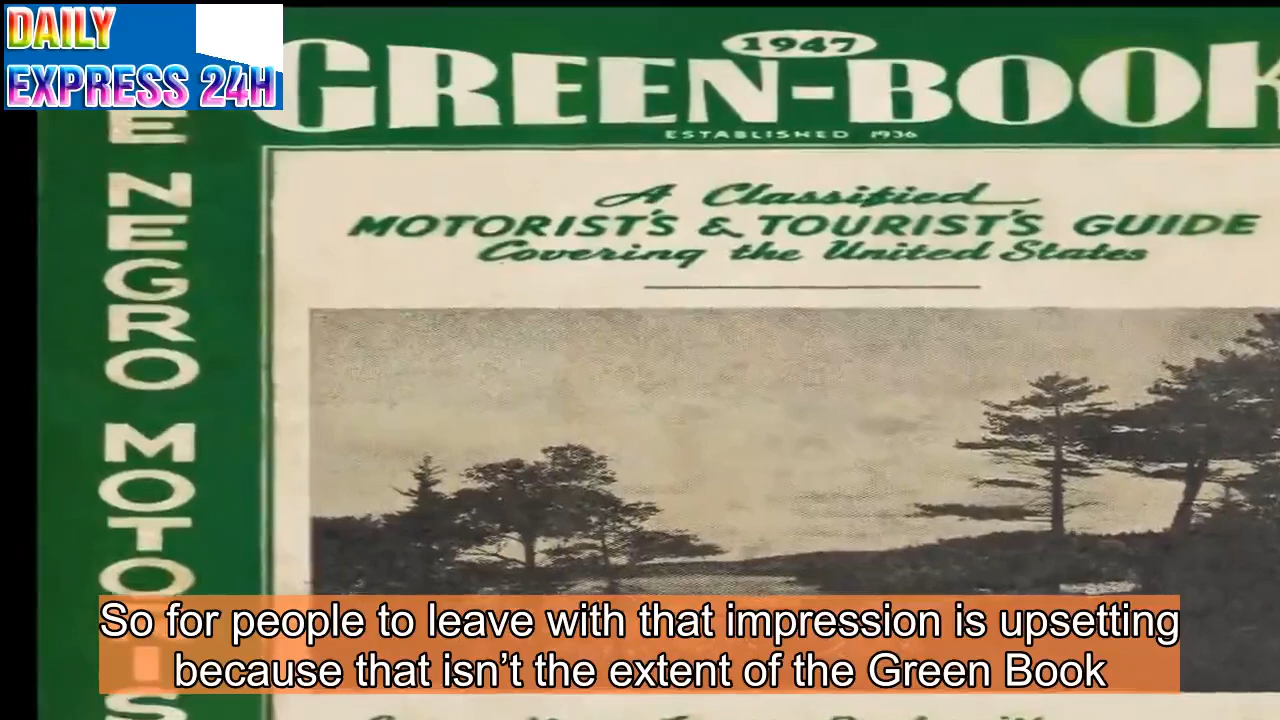 DAILY
EXPRESS 24H
1947
GREEN-BOOK
ESTABLISHED 1936
E NEGRO MOTO
A Classified
MOTORIST'S & TOURIST'S GUIDE
Covering the United States
So for people to leave with that impression is upsetting
because that isn't the extent of the Green Book